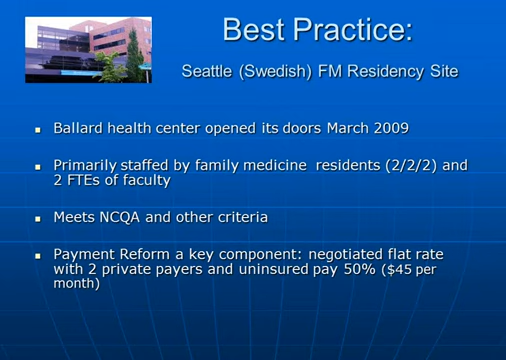 Best Practice:
Seattle (Swedish) FM Residency Site
Ballard health center opened its doors March 2009
Primarily staffed by family medicine residents (2/2/2) and
2 FTEs of faculty
Meets NCQA and other criteria
Payment Reform a key component: negotiated flat rate
with 2 private payers and uninsured pay 50% ($45 per
month)